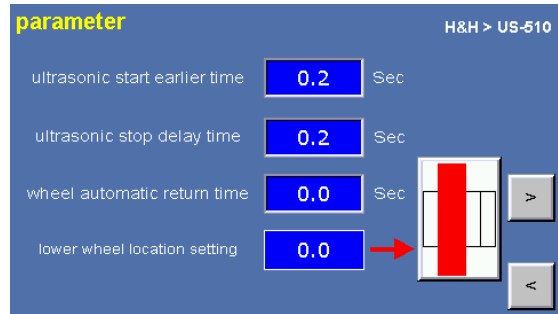 parameter
H&H > US-510
ultrasonic start earlier time 0.2 Sec
ultrasonic stop delay time 0.2 Sec
wheel automatic return time 0.0 Sec
>
lower wheel location setting 0.0
<